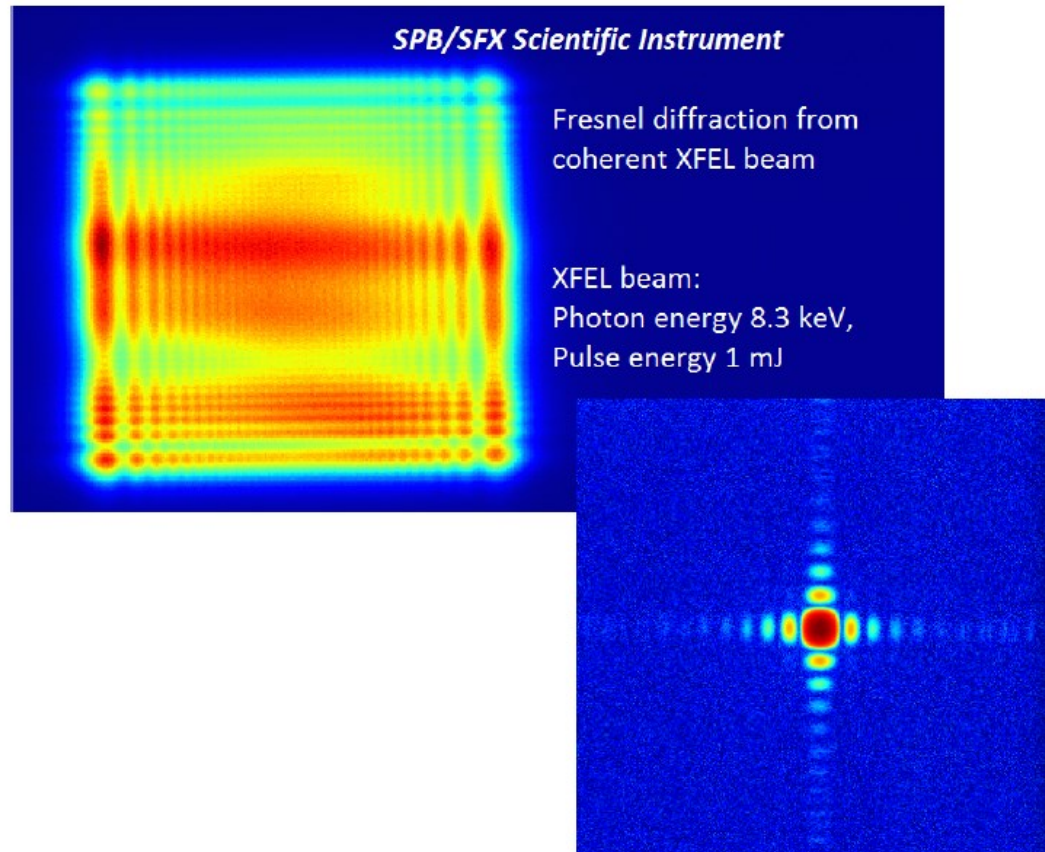 SPB/SFX Scientific Instrument
Fresnel diffraction from
coherent XFEL beam
XFEL beam:
Photon energy 8.3 keV,
Pulse energy 1 mJ